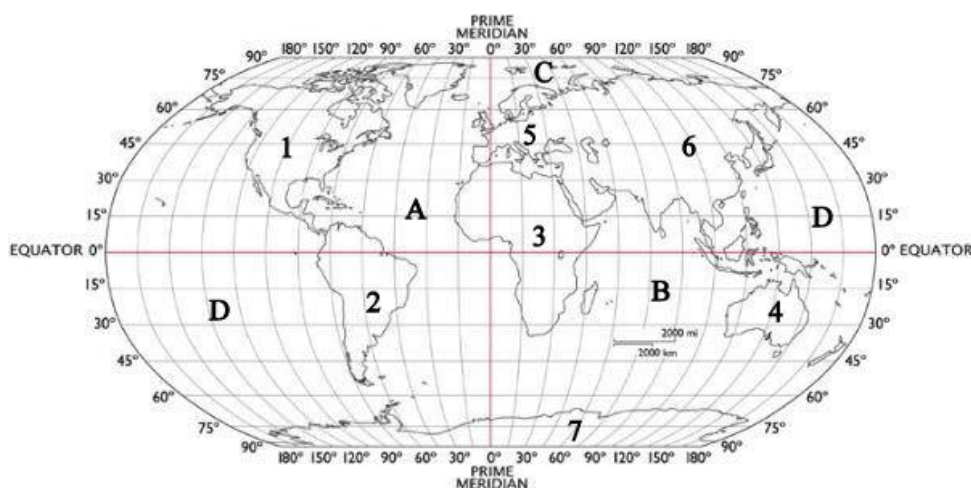 PRIME
MERIDIAN
90° 180° 150° 120° 90° 60° 30° 0° 30° 60° 90° 120° 150° 180° 90°
75° C 75°
60° 60°
45° 1 5 6 45°
30° 30°
15° A D 15°
EQUATOR 0° 3 0° EQUATOR
15° B 15°
30° D 2 4 30°
2000 mi
2000 km
45° 45°
60° 60°
75° 7 75°
90° 180° 150° 120° 90° 60° 30° 0° 30° 60° 90° 120° 150° 180° 90°
PRIME
MERIDIAN